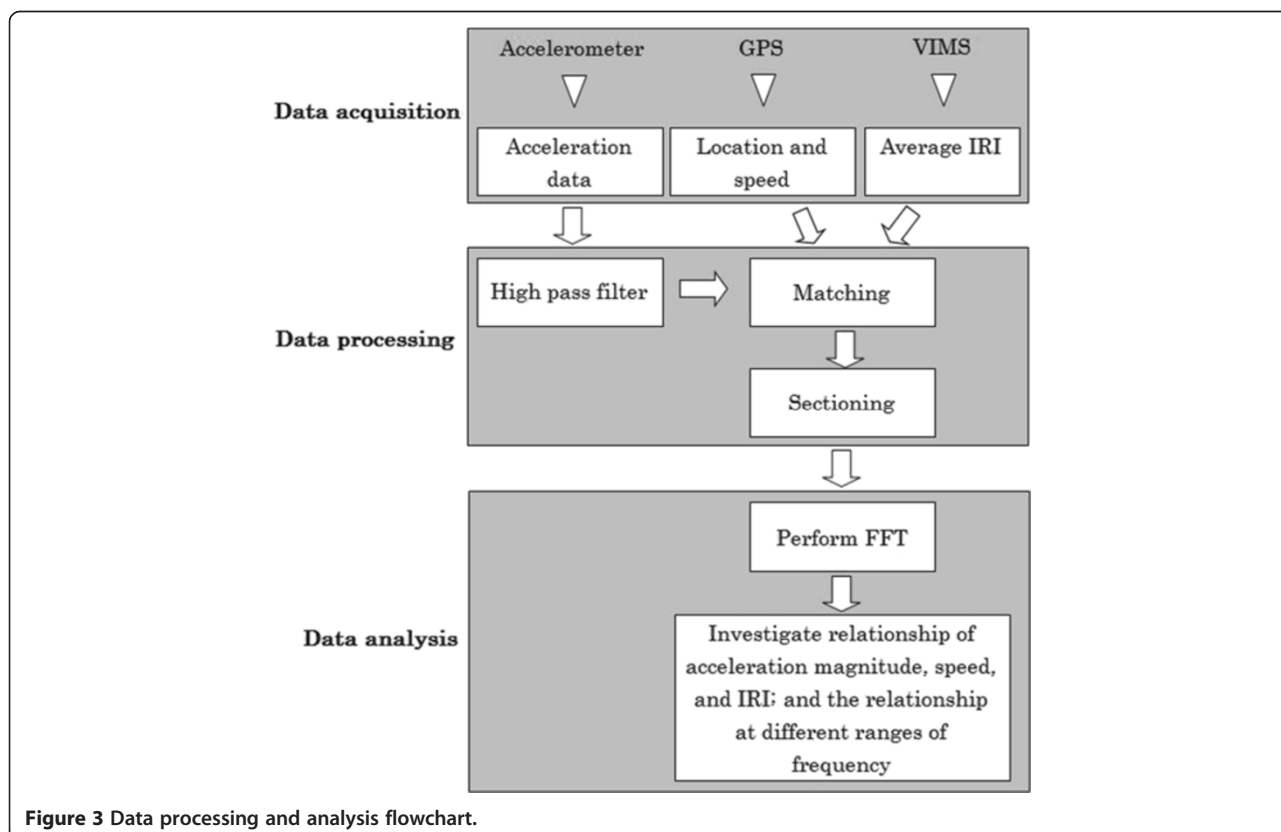 Accelerometer GPS VIMS
Data acquisition
Acceleration
data
Location and
speed
Average IRI
High pass filter
Matching
Data processing
Sectioning
Perform FFT
Data analysis
Investigate relationship of
acceleration magnitude, speed,
and IRI; and the relationship
at different ranges of
frequency
Figure 3 Data processing and analysis flowchart.